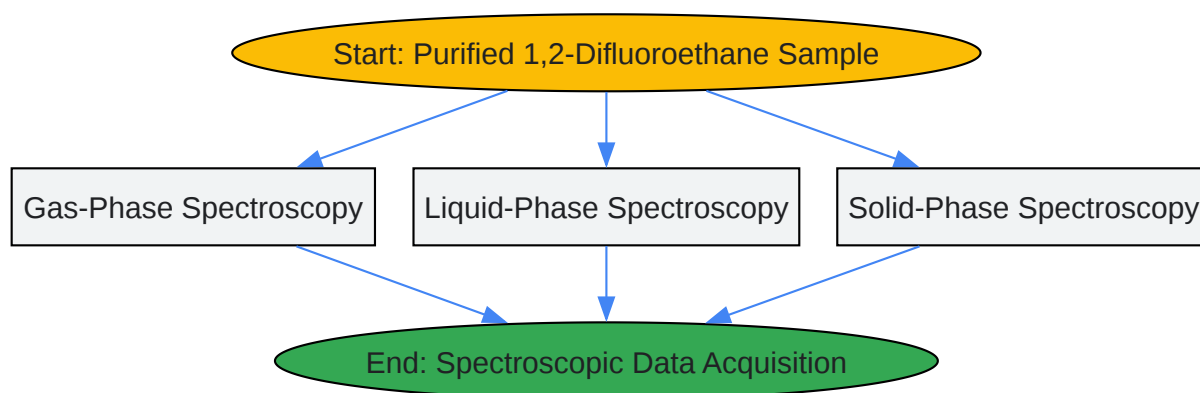 Start: Purified 1,2-Difluoroethane Sample
Gas-Phase Spectroscopy
Liquid-Phase Spectroscopy
Solid-Phase Spectroscopy
End: Spectroscopic Data Acquisition